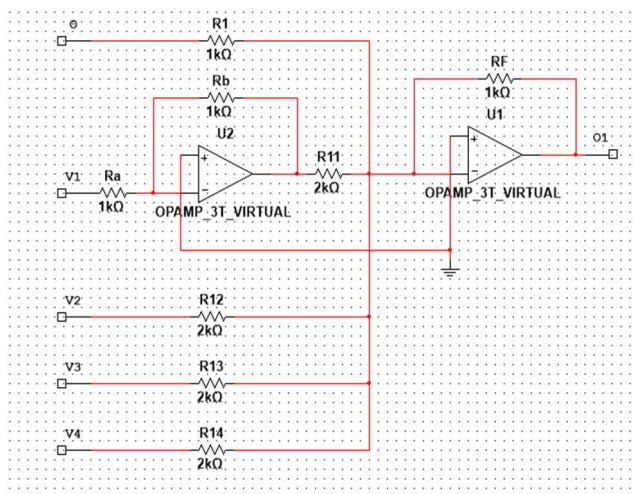 0
R1
1kΩ
Rb
1kΩ
U2
V1
Ra
1kΩ
OPAMP_3T_VIRTUAL
R11
2kΩ
RF
1kΩ
U1
O1
OPAMP_3T_VIRTUAL
V2
R12
2kΩ
V3
R13
2kΩ
V4
R14
2kΩ